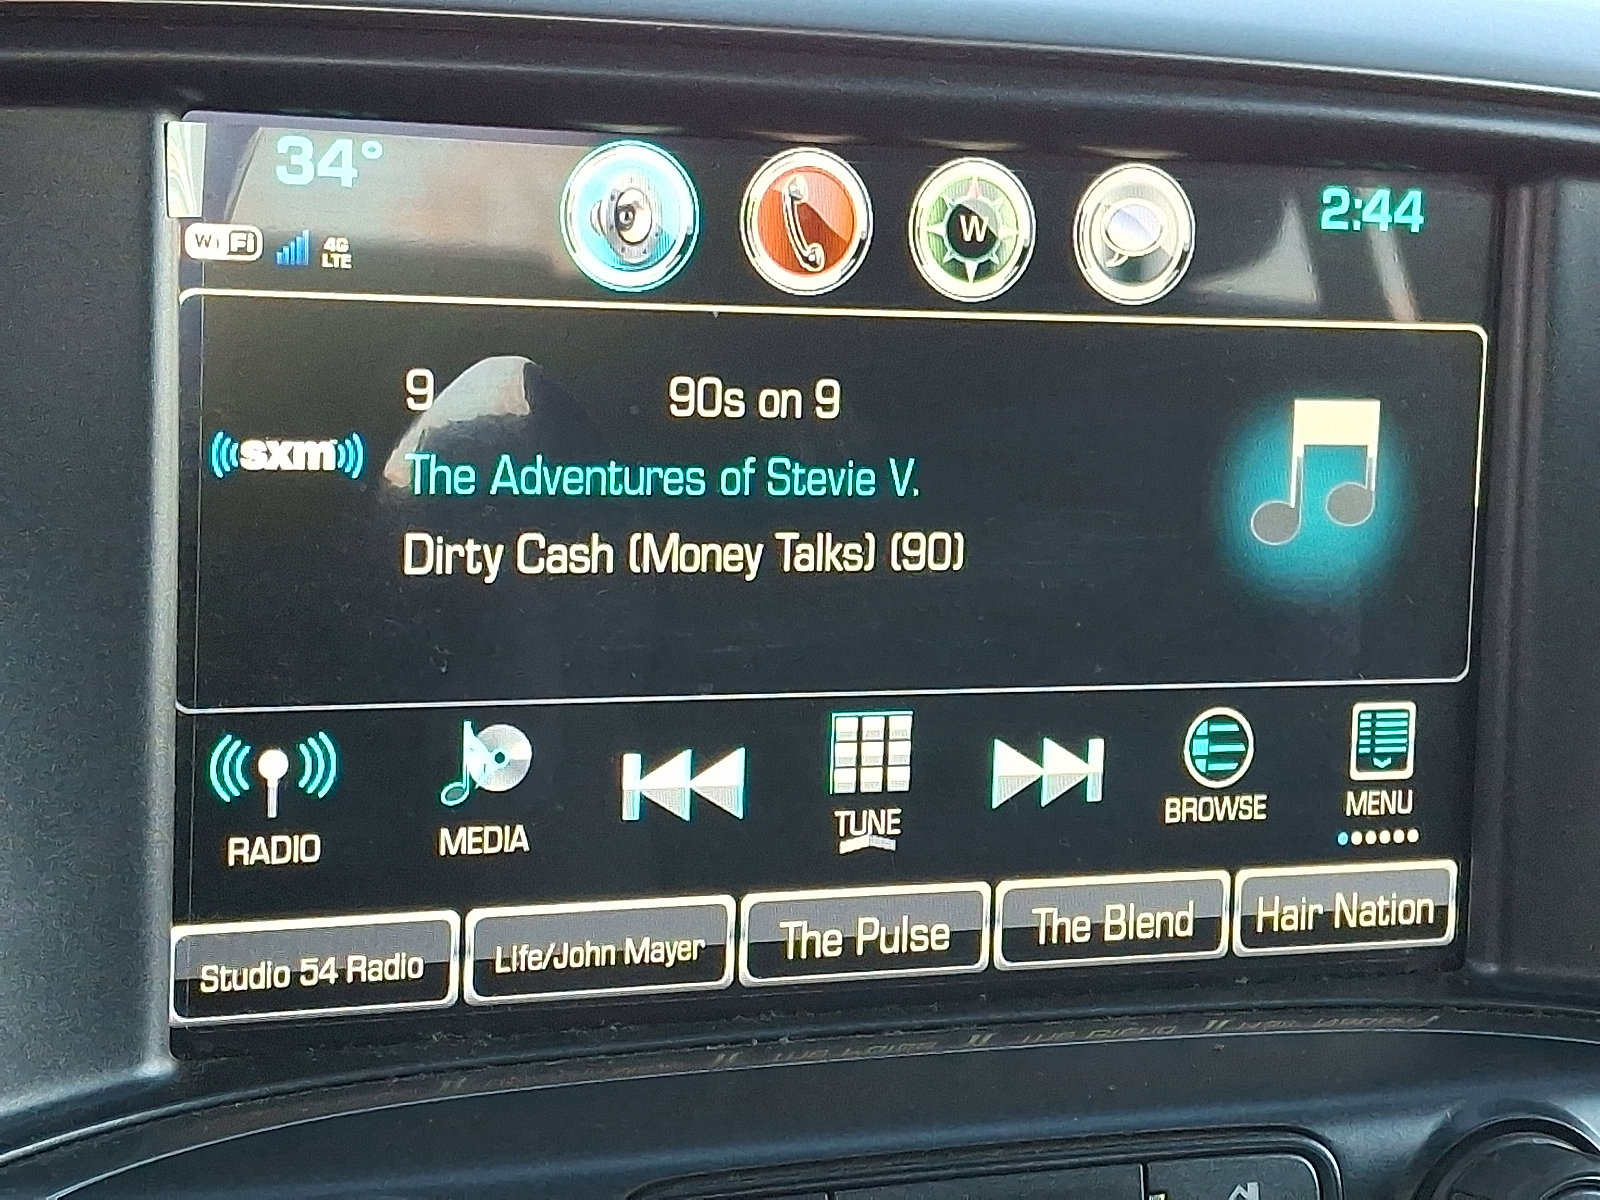 34°
2:44
WiFi
4G
LTE
W
9
90s on 9
sxm
The Adventures of Stevie V.
Dirty Cash (Money Talks) (90)
RADIO
MEDIA
TUNE
BROWSE
MENU
Studio 54 Radio
Life/John Mayer
The Pulse
The Blend
Hair Nation